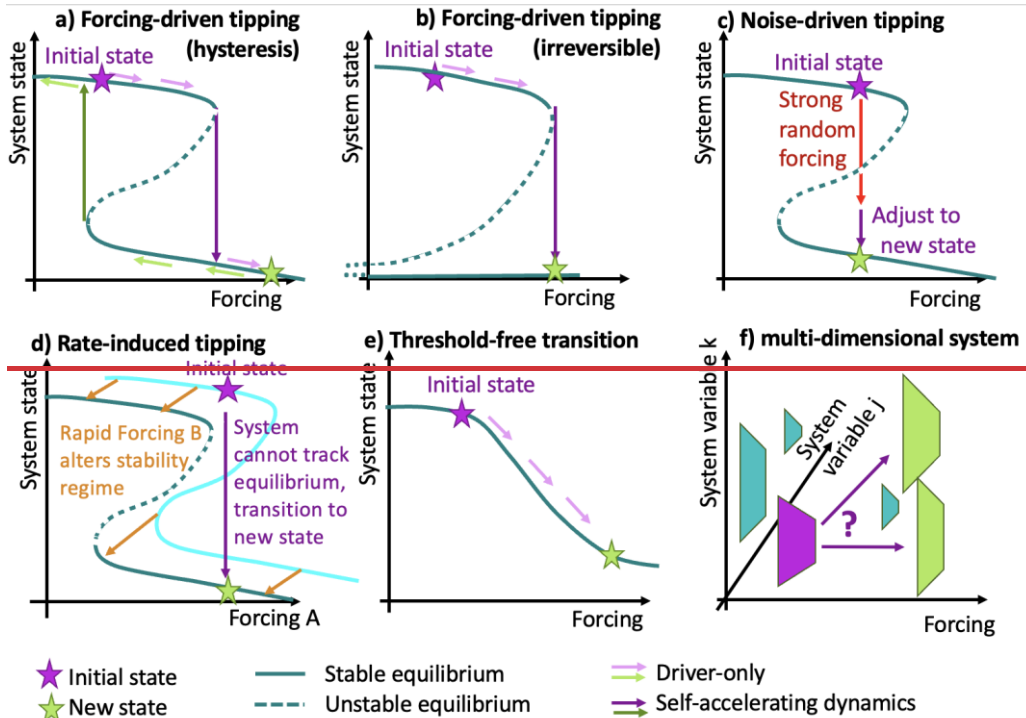 a) Forcing-driven tipping
(hysteresis)
System state
Initial state
Forcing
b) Forcing-driven tipping
(irreversible)
System state
Initial state
Forcing
c) Noise-driven tipping
System state
Initial state
Strong
random
forcing
Adjust to
new state
Forcing
d) Rate-induced tipping
System state
Initial state
Rapid Forcing B
alters stability
regime
System
cannot track
equilibrium,
transition to
new state
Forcing A
e) Threshold-free transition
System state
Initial state
Forcing
f) multi-dimensional system
System variable k
System
variable j
?
Forcing
Initial state
New state
Stable equilibrium
Unstable equilibrium
Driver-only
Self-accelerating dynamics